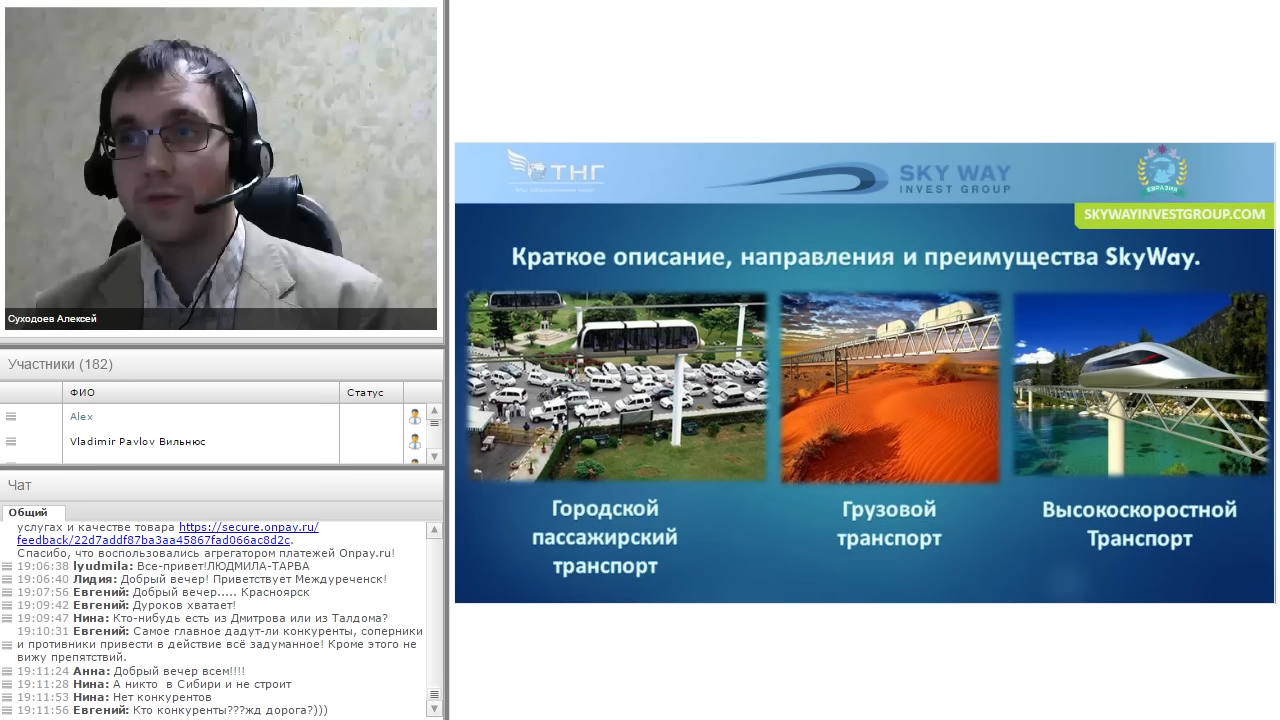 Суходоев Алексей
Участники (182)
ФИО
Статус
Alex
Vladimir Pavlov Вильнюс
Чат
Общий
услугах и качестве товара https://secure.onpay.ru/
feedback/22d7addf87ba3aa45867fad066ac8d2c.
Спасибо, что воспользовались агрегатором платежей Onpay.ru!
19:06:38 lyudmila: Все-привет!ЛЮДМИЛА-ТАРВА
19:06:40 Лидия: Добрый вечер! Приветствует Междуреченск!
19:07:56 Евгений: Добрый вечер..... Красноярск
19:09:42 Евгений: Дуроков хватает!
19:09:47 Нина: Кто-нибудь есть из Дмитрова или из Талдома?
19:10:31 Евгений: Самое главное дадут-ли конкуренты, соперники
и противники привести в действие всё задуманное! Кроме этого не
вижу препятствий.
19:11:24 Анна: Добрый вечер всем!!!!
19:11:28 Нина: А никто в Сибири и не строит
19:11:53 Нина: Нет конкурентов
19:11:56 Евгений: Кто конкуренты???жд дорога?)))
ТНГ
SKY WAY
INVEST GROUP
ЕВРАЗИЯ
SKYWAYINVESTGROUP.COM
Краткое описание, направления и преимущества SkyWay.
Городской
пассажирский
транспорт
Грузовой
транспорт
Высокоскоростной
Транспорт